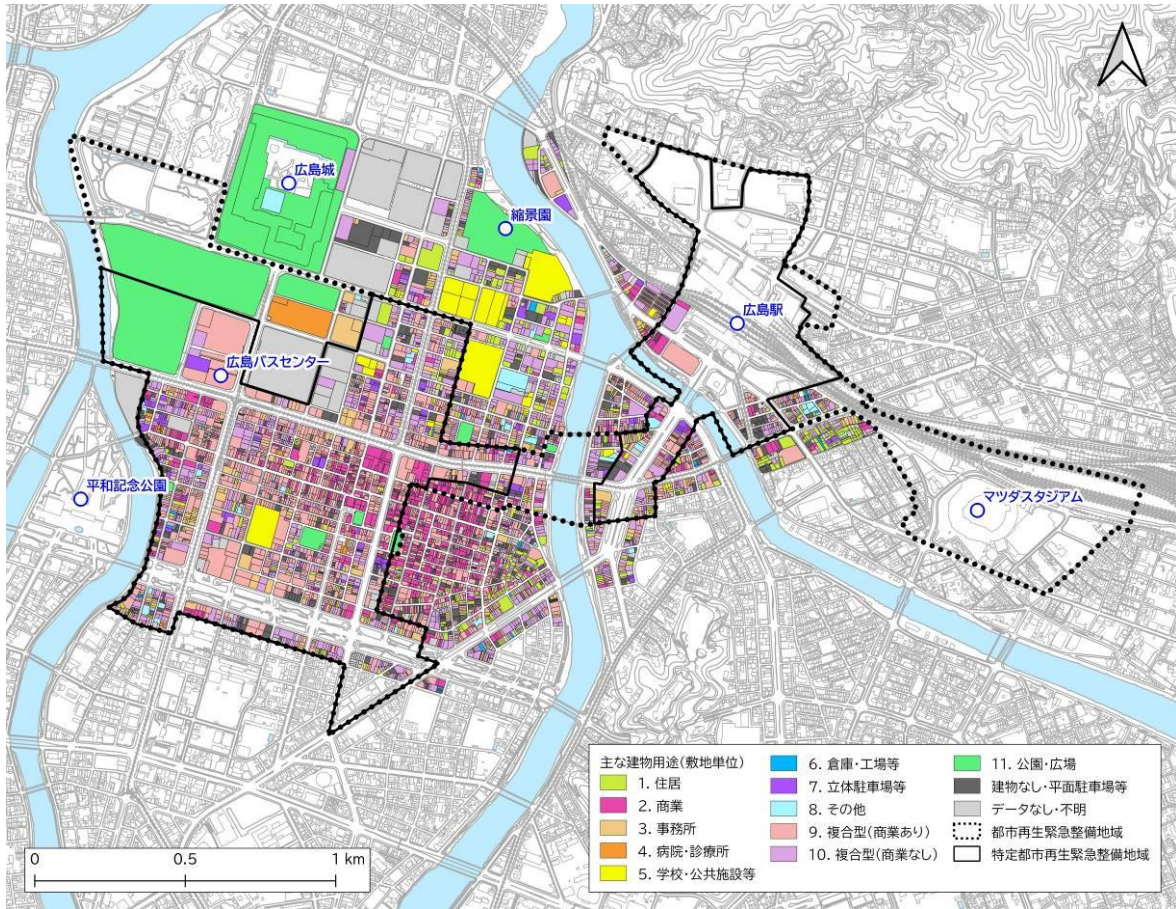 広島城
縮景園
広島駅
広島バスセンター
平和記念公園
マツダスタジアム
主な建物用途(敷地単位)
1. 住居
2. 商業
3. 事務所
4. 病院・診療所
5. 学校・公共施設等
6. 倉庫・工場等
7. 立体駐車場等
8. その他
9. 複合型(商業あり)
10. 複合型(商業なし)
11. 公園・広場
建物なし・平面駐車場等
データなし・不明
都市再生緊急整備地域
特定都市再生緊急整備地域
0 0.5 1 km